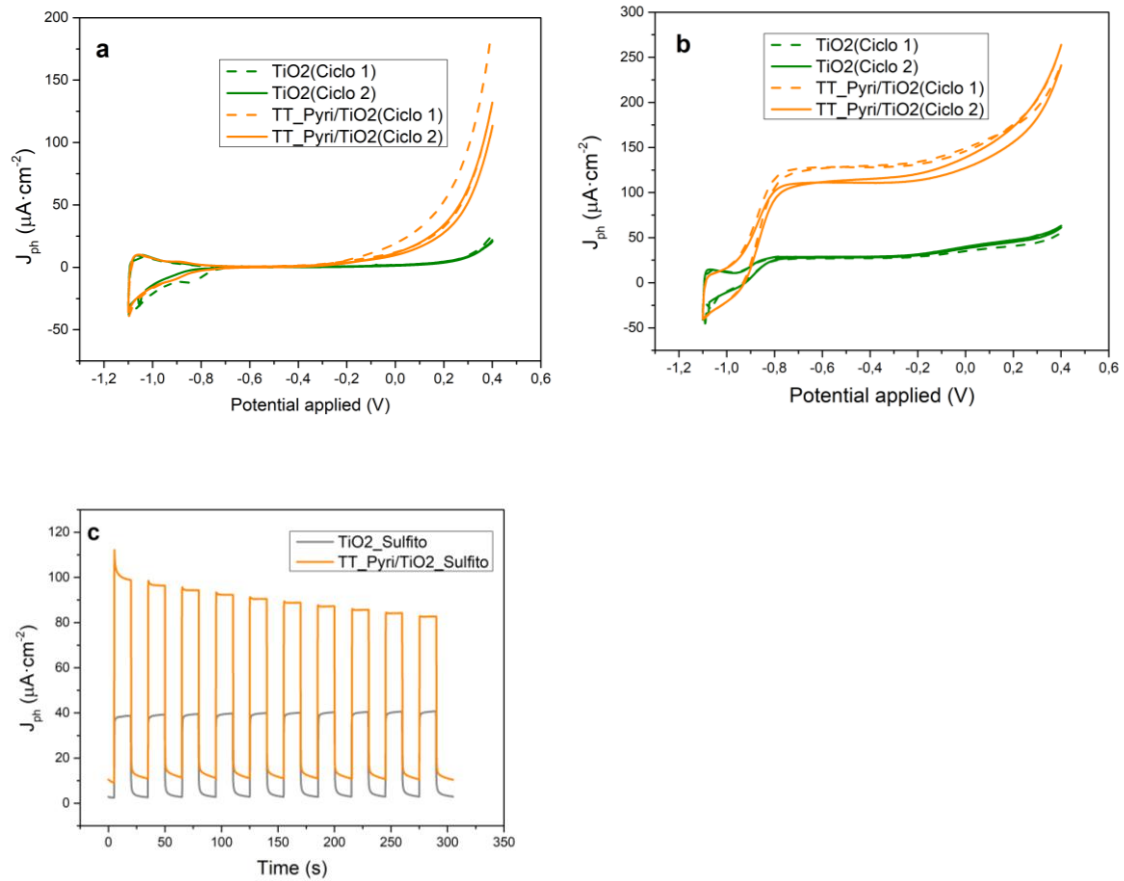 a
TiO2(Ciclo 1)
TiO2(Ciclo 2)
TT_Pyri/TiO2(Ciclo 1)
TT_Pyri/TiO2(Ciclo 2)
200
150
100
50
0
-50
Jph (µA·cm-2)
-1,2 -1,0 -0,8 -0,6 -0,4 -0,2 0,0 0,2 0,4 0,6
Potential applied (V)
b
TiO2(Ciclo 1)
TiO2(Ciclo 2)
TT_Pyri/TiO2(Ciclo 1)
TT_Pyri/TiO2(Ciclo 2)
300
250
200
150
100
50
0
-50
Jph (µA·cm-2)
-1,2 -1,0 -0,8 -0,6 -0,4 -0,2 0,0 0,2 0,4 0,6
Potential applied (V)
c
TiO2_Sulfito
TT_Pyri/TiO2_Sulfito
120
100
80
60
40
20
0
Jph (µA·cm-2)
0 50 100 150 200 250 300 350
Time (s)